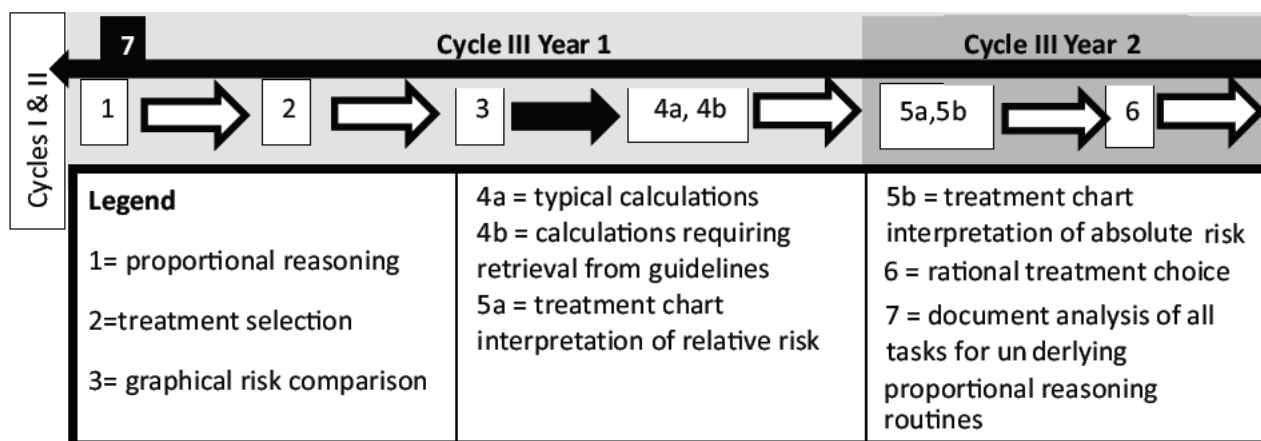 Cycles I & II
7
Cycle III Year 1
Cycle III Year 2
1
2
3
4a, 4b
5a,5b
6
Legend
1= proportional reasoning
2=treatment selection
3= graphical risk comparison
4a = typical calculations
4b = calculations requiring
retrieval from guidelines
5a = treatment chart
interpretation of relative risk
5b = treatment chart
interpretation of absolute risk
6 = rational treatment choice
7 = document analysis of all
tasks for un derlying
proportional reasoning
routines